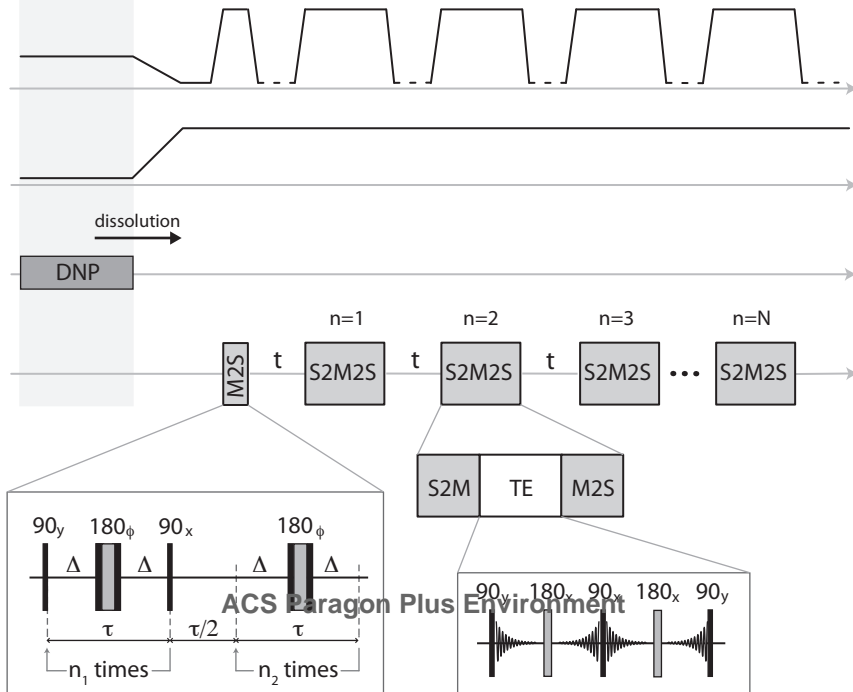 dissolution
DNP
n=1 n=2 n=3 n=N
M2S t S2M2S t S2M2S t S2M2S ... S2M2S
S2M TE M2S
90y 180ϕ 90x 180ϕ
Δ Δ Δ Δ
τ τ/2 τ
n1 times n2 times
90y 180x 90x 180x 90y
ACS Paragon Plus Environment